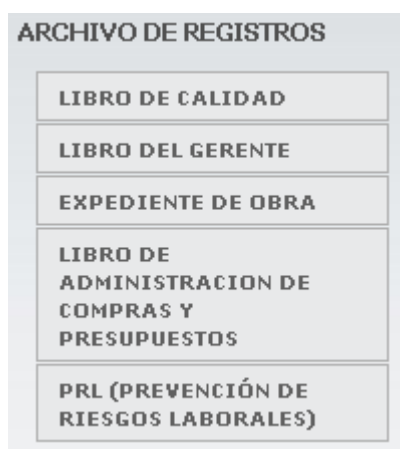 ARCHIVO DE REGISTROS
LIBRO DE CALIDAD
LIBRO DEL GERENTE
EXPEDIENTE DE OBRA
LIBRO DE
ADMINISTRACION DE
COMPRAS Y
PRESUPUESTOS
PRL (PREVENCIÓN DE
RIESGOS LABORALES)